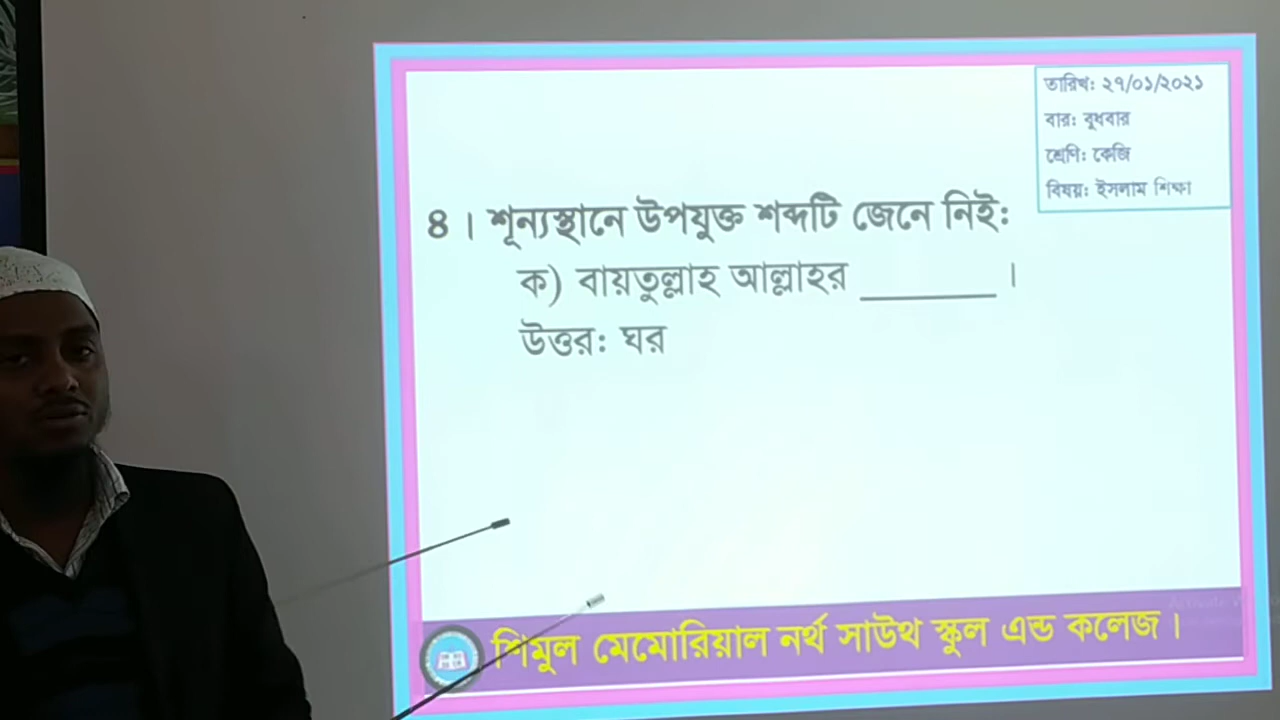 তারিখ: ২৭/০১/২০২১
বার: বুধবার
শ্রেণি: কেজি
বিষয়: ইসলাম শিক্ষা
৪। শূন্যস্থানে উপযুক্ত শব্দটি জেনে নিই:
ক) বায়তুল্লাহ আল্লাহর ______ ।
উত্তর: ঘর
শিমুল মেমোরিয়াল নর্থ সাউথ স্কুল এন্ড কলেজ।